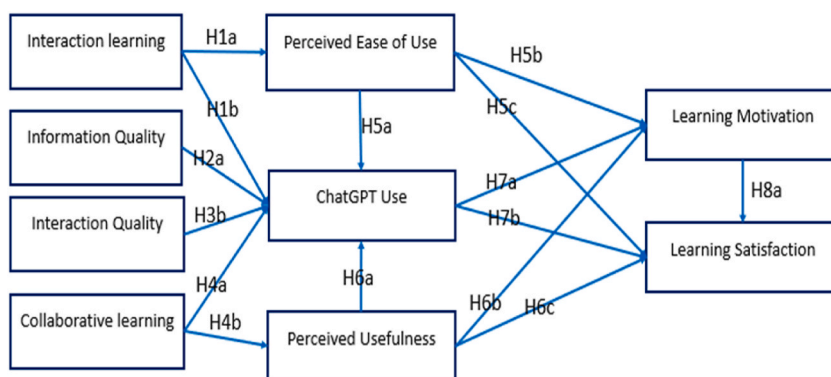 Interaction learning
H1a
Perceived Ease of Use
H5b
H1b
H5c
Information Quality
H2a
H5a
Learning Motivation
ChatGPT Use
H7a
H8a
Interaction Quality
H3b
H7b
Learning Satisfaction
H4a
H6a
H6b
H6c
Collaborative learning
H4b
Perceived Usefulness